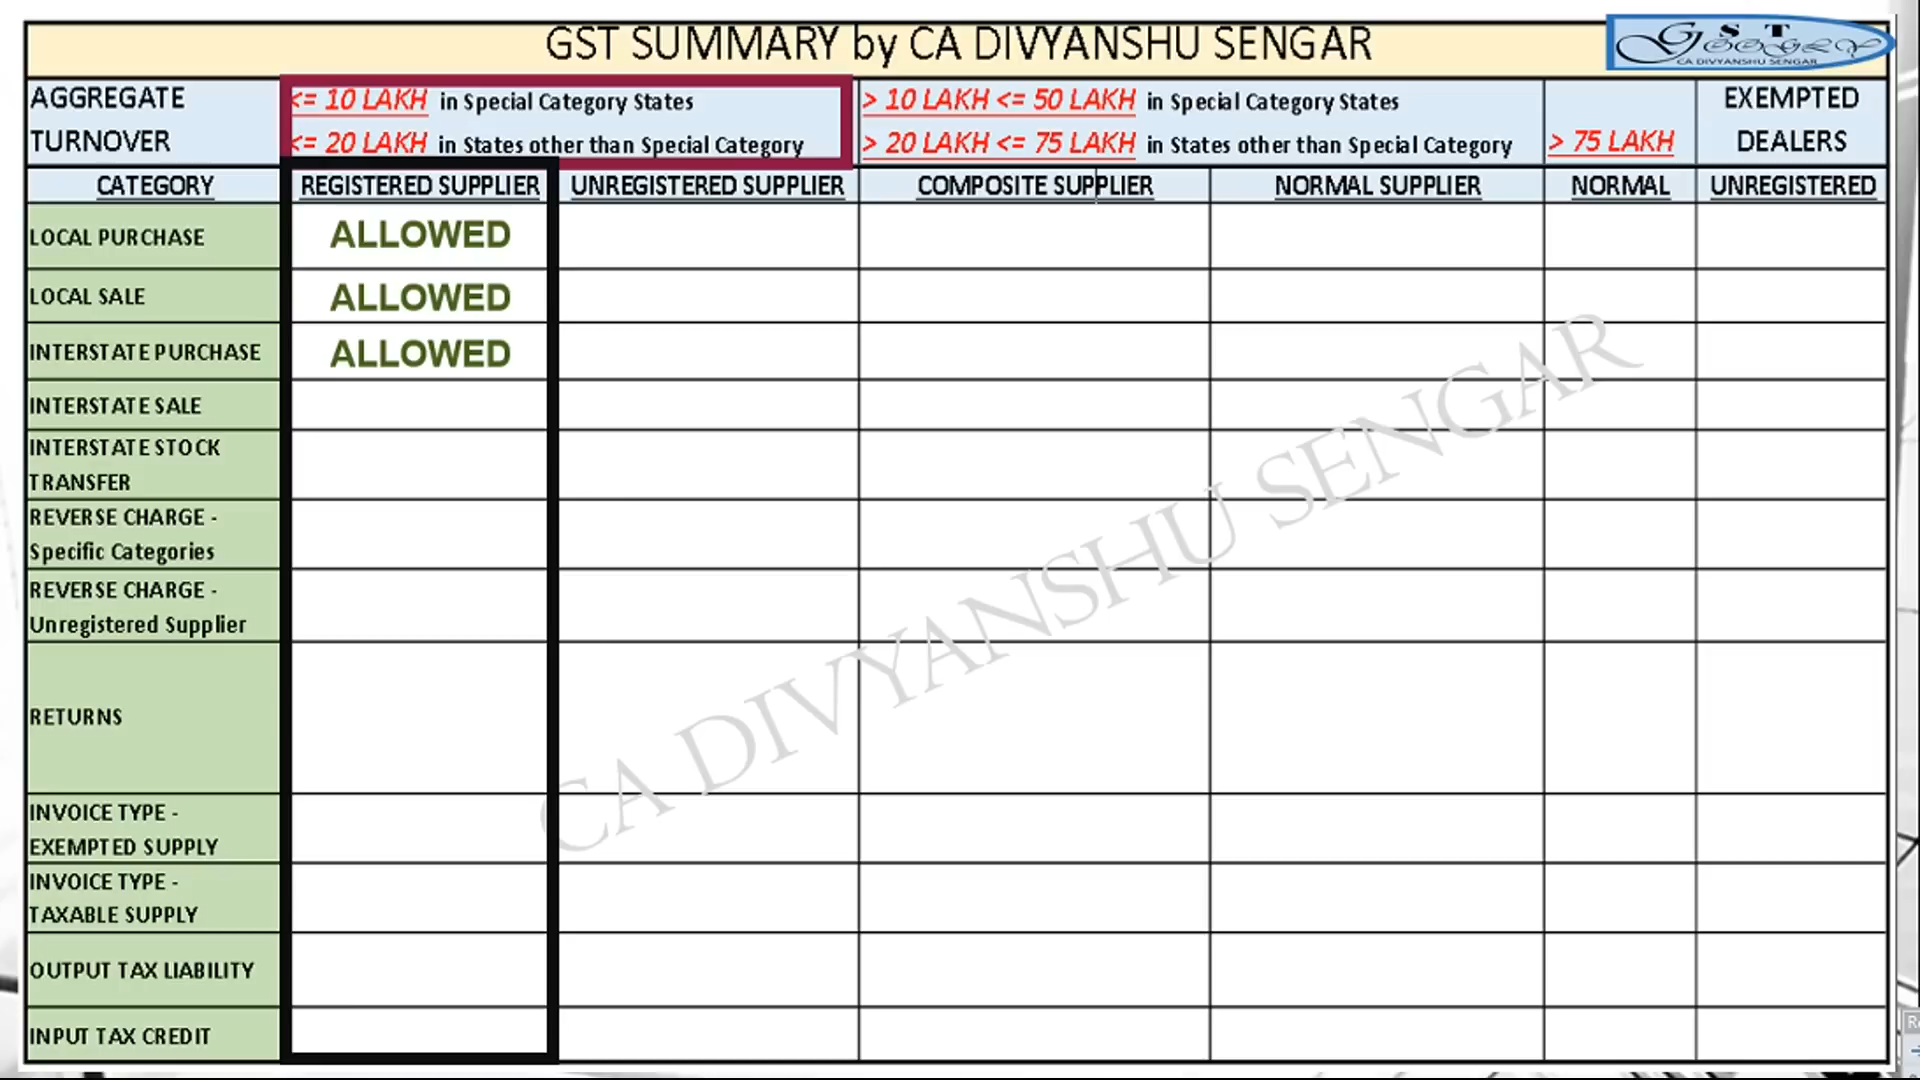 GST SUMMARY by CA DIVYANSHU SENGAR
GST
CA DIVYANSHU SENGAR
AGGREGATE TURNOVER
<= 10 LAKH in Special Category States
<= 20 LAKH in States other than Special Category
> 10 LAKH <= 50 LAKH in Special Category States
> 20 LAKH <= 75 LAKH in States other than Special Category
> 75 LAKH
EXEMPTED
DEALERS
CATEGORY REGISTERED SUPPLIER UNREGISTERED SUPPLIER COMPOSITE SUPPLIER NORMAL SUPPLIER NORMAL UNREGISTERED
LOCAL PURCHASE ALLOWED
LOCAL SALE ALLOWED
INTERSTATE PURCHASE ALLOWED
INTERSTATE SALE
INTERSTATE STOCK
TRANSFER
REVERSE CHARGE -
Specific Categories
REVERSE CHARGE -
Unregistered Supplier
RETURNS
INVOICE TYPE -
EXEMPTED SUPPLY
INVOICE TYPE -
TAXABLE SUPPLY
OUTPUT TAX LIABILITY
INPUT TAX CREDIT
CA DIVYANSHU SENGAR